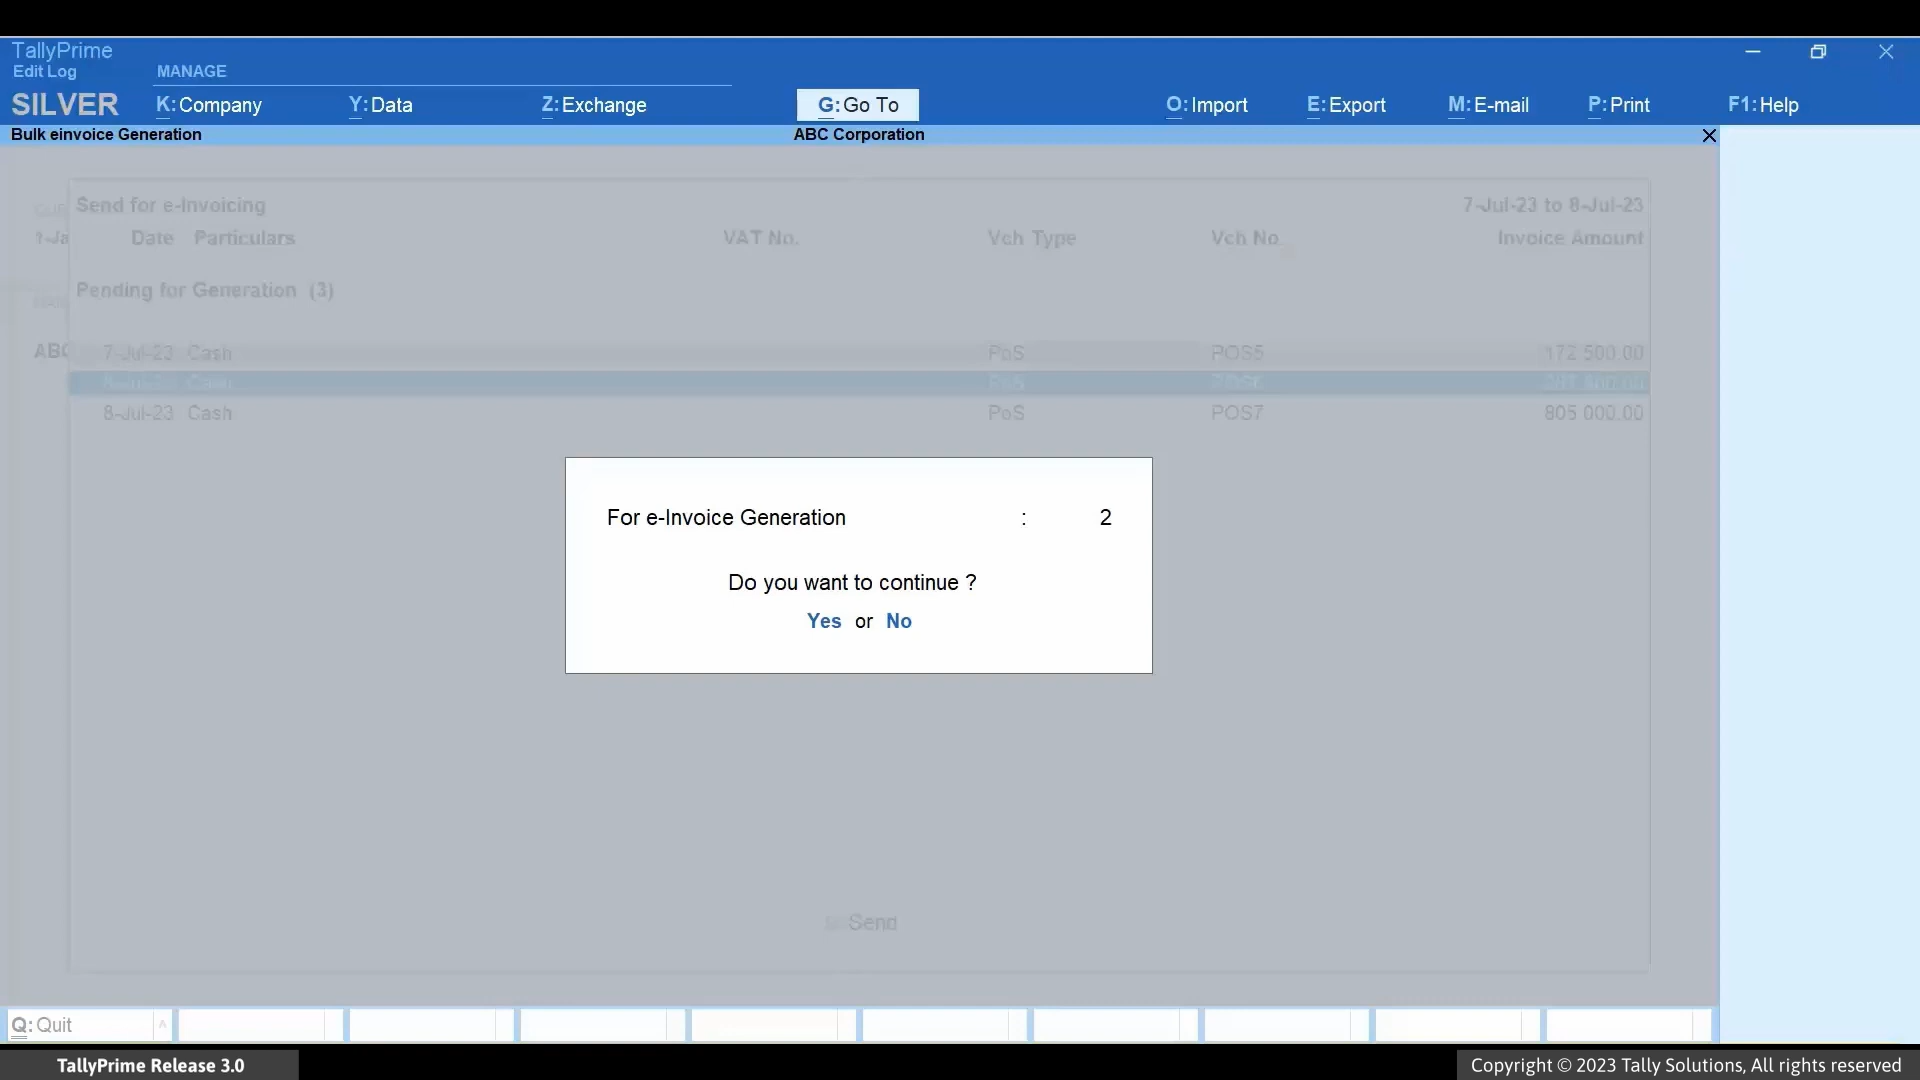 TallyPrime
Edit Log
MANAGE
SILVER
K: Company
Y: Data
Z: Exchange
G: Go To
O: Import
E: Export
M: E-mail
P: Print
F1: Help
Bulk einvoice Generation
ABC Corporation
Send for e-Invoicing
7-Jul-23 to 8-Jul-23
Date Particulars VAT No. Vch Type Vch No. Invoice Amount
Pending for Generation (3)
7-Jul-23 Cash PoS POS5 172 500.00
Cash PoS
8-Jul-23 Cash PoS POS7 805 000.00
For e-Invoice Generation : 2
Do you want to continue ?
Yes or No
Send
Q: Quit
TallyPrime Release 3.0
Copyright © 2023 Tally Solutions, All rights reserved